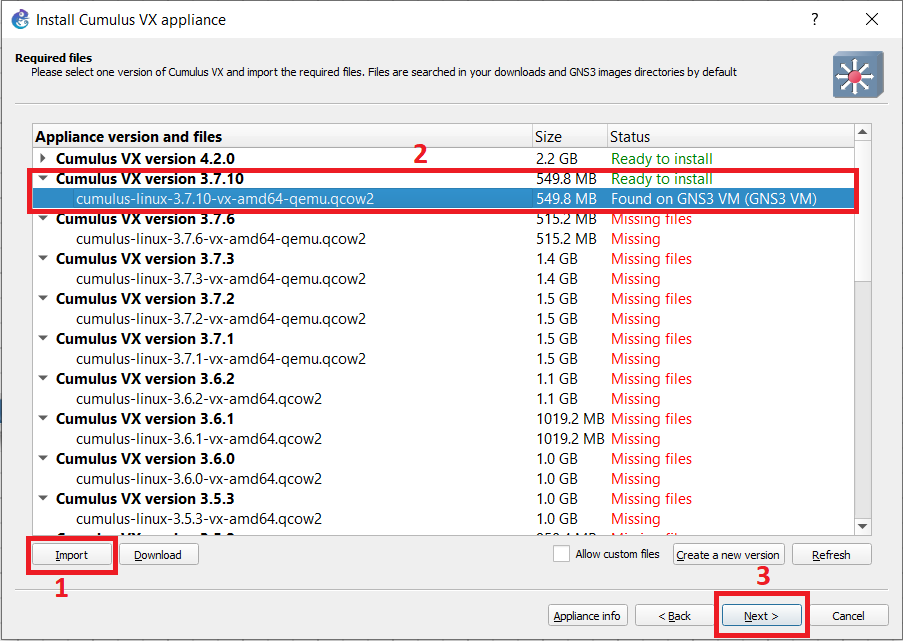 Install Cumulus VX appliance ?
Required files
Please select one version of Cumulus VX and import the required files. Files are searched in your downloads and GNS3 images directories by default
Appliance version and files Size Status
2
Cumulus VX version 4.2.0 2.2 GB Ready to install
Cumulus VX version 3.7.10 549.8 MB Ready to install
cumulus-linux-3.7.10-vx-amd64-qemu.qcow2 549.8 MB Found on GNS3 VM (GNS3 VM)
Cumulus VX version 3.7.6 515.2 MB Missing files
cumulus-linux-3.7.6-vx-amd64-qemu.qcow2 515.2 MB Missing
Cumulus VX version 3.7.3 1.4 GB Missing files
cumulus-linux-3.7.3-vx-amd64-qemu.qcow2 1.4 GB Missing
Cumulus VX version 3.7.2 1.5 GB Missing files
cumulus-linux-3.7.2-vx-amd64-qemu.qcow2 1.5 GB Missing
Cumulus VX version 3.7.1 1.5 GB Missing files
cumulus-linux-3.7.1-vx-amd64-qemu.qcow2 1.5 GB Missing
Cumulus VX version 3.6.2 1.1 GB Missing files
cumulus-linux-3.6.2-vx-amd64.qcow2 1.1 GB Missing
Cumulus VX version 3.6.1 1019.2 MB Missing files
cumulus-linux-3.6.1-vx-amd64.qcow2 1019.2 MB Missing
Cumulus VX version 3.6.0 1.0 GB Missing files
cumulus-linux-3.6.0-vx-amd64.qcow2 1.0 GB Missing
Cumulus VX version 3.5.3 1.0 GB Missing files
cumulus-linux-3.5.3-vx-amd64.qcow2 1.0 GB Missing
Import Download Allow custom files Create a new version Refresh
1 3
Appliance info < Back Next > Cancel